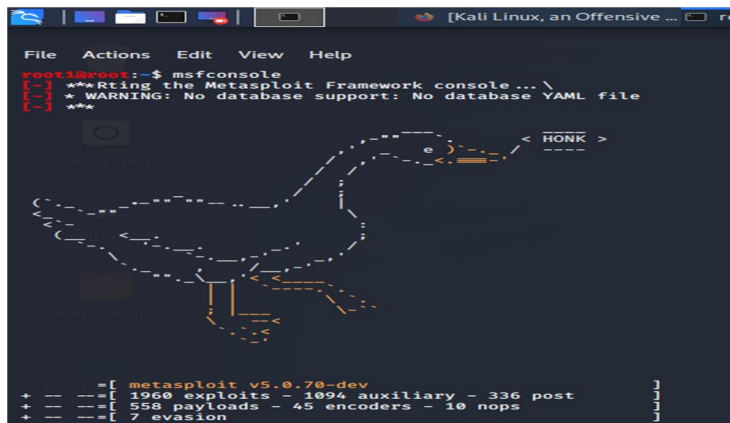 [Kali Linux, an Offensive ...
File Actions Edit View Help
root1@root:~$ msfconsole
[-] ***Rting the Metasploit Framework console...\
[-] * WARNING: No database support: No database YAML file
[-] ***
< HONK >
=[ metasploit v5.0.70-dev ]
+ -- --=[ 1960 exploits - 1094 auxiliary - 336 post ]
+ -- --=[ 558 payloads - 45 encoders - 10 nops ]
+ -- --=[ 7 evasion ]